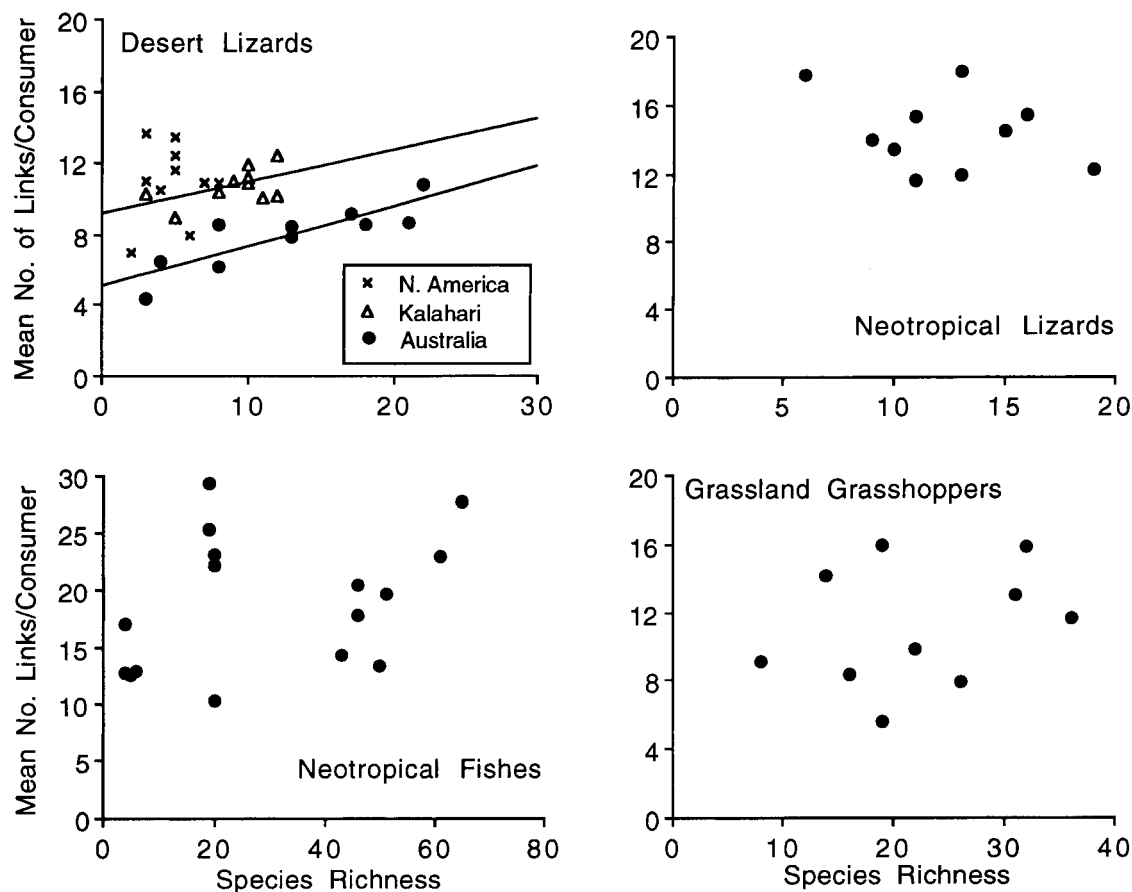 Desert Lizards
Mean No. of Links/Consumer
20
16
12
8
4
0
0 10 20 30
N. America
Kalahari
Australia
20
16
12
8
4
0
0 5 10 15 20
Neotropical Lizards
Mean No. Links/Consumer
30
25
20
15
10
5
0
0 20 40 60 80
Neotropical Fishes
Species Richness
Grassland Grasshoppers
20
16
12
8
4
0
0 10 20 30 40
Species Richness